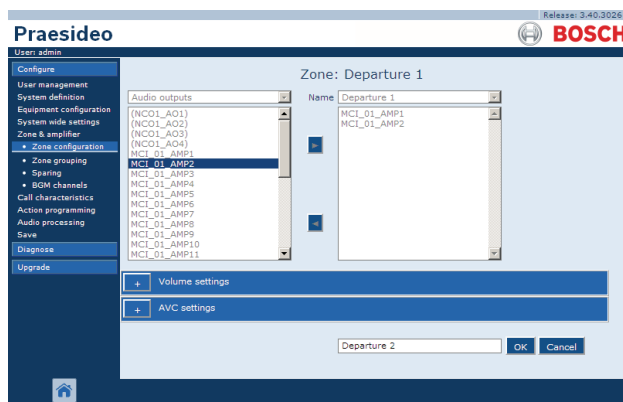 Release: 3.40.3026
Praesideo
BOSCH
User: admin
Configure
User management
System definition
Equipment configuration
System wide settings
Zone & amplifier
• Zone configuration
• Zone grouping
• Sparing
• BGM channels
Call characteristics
Action programming
Audio processing
Save
Diagnose
Upgrade
Zone: Departure 1
Audio outputs
(NCO1_AO1)
(NCO1_AO2)
(NCO1_AO3)
(NCO1_AO4)
MCI_01_AMP1
MCI_01_AMP2
MCI_01_AMP3
MCI_01_AMP4
MCI_01_AMP5
MCI_01_AMP6
MCI_01_AMP7
MCI_01_AMP8
MCI_01_AMP9
MCI_01_AMP10
MCI_01_AMP11
Name Departure 1
MCI_01_AMP1
MCI_01_AMP2
+ Volume settings
+ AVC settings
Departure 2
OK Cancel